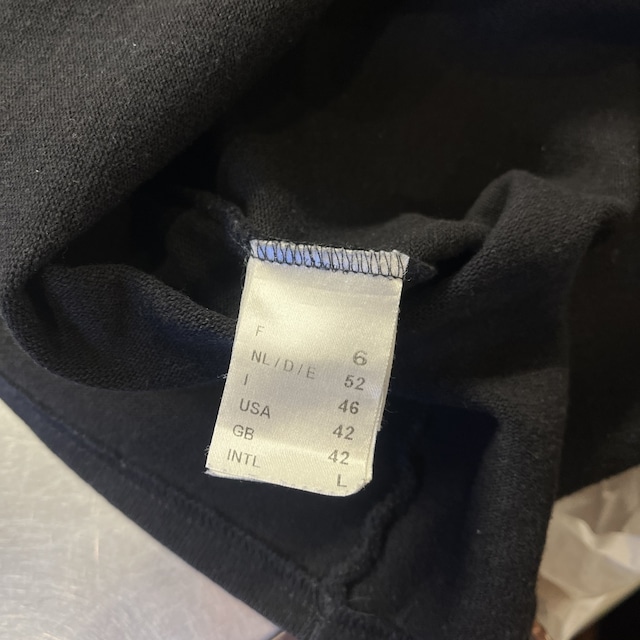 F 6
NL/D/E 52
I 46
USA 42
GB 42
INTL L